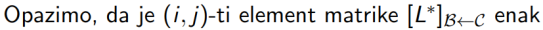 Opazimo, da je (i, j)-ti element matrike [L*]_{ℬ←𝒞} enak